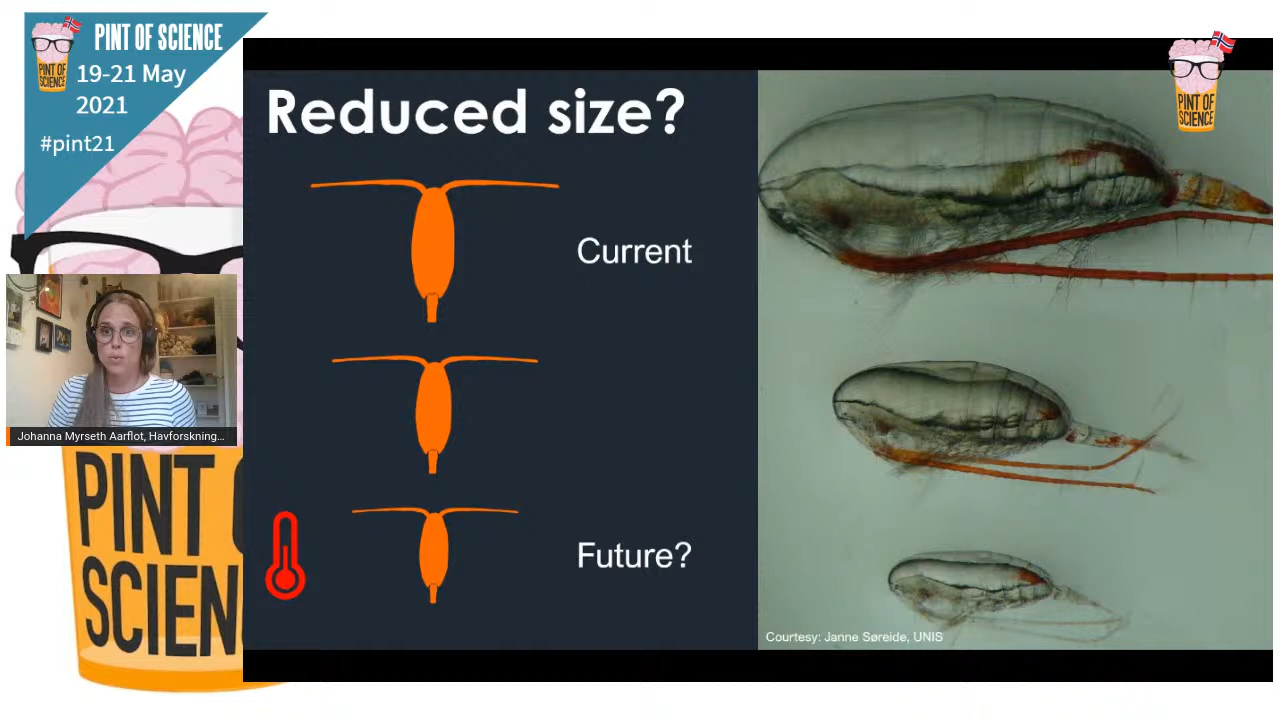 PINT OF SCIENCE
PINT OF
SCIENCE
19-21 May
2021
#pint21
Reduced size?
PINT OF
SCIENCE
Current
Johanna Myrseth Aarflot, Havforskning...
PINT
SCIEN
Future?
Courtesy: Janne Søreide, UNIS